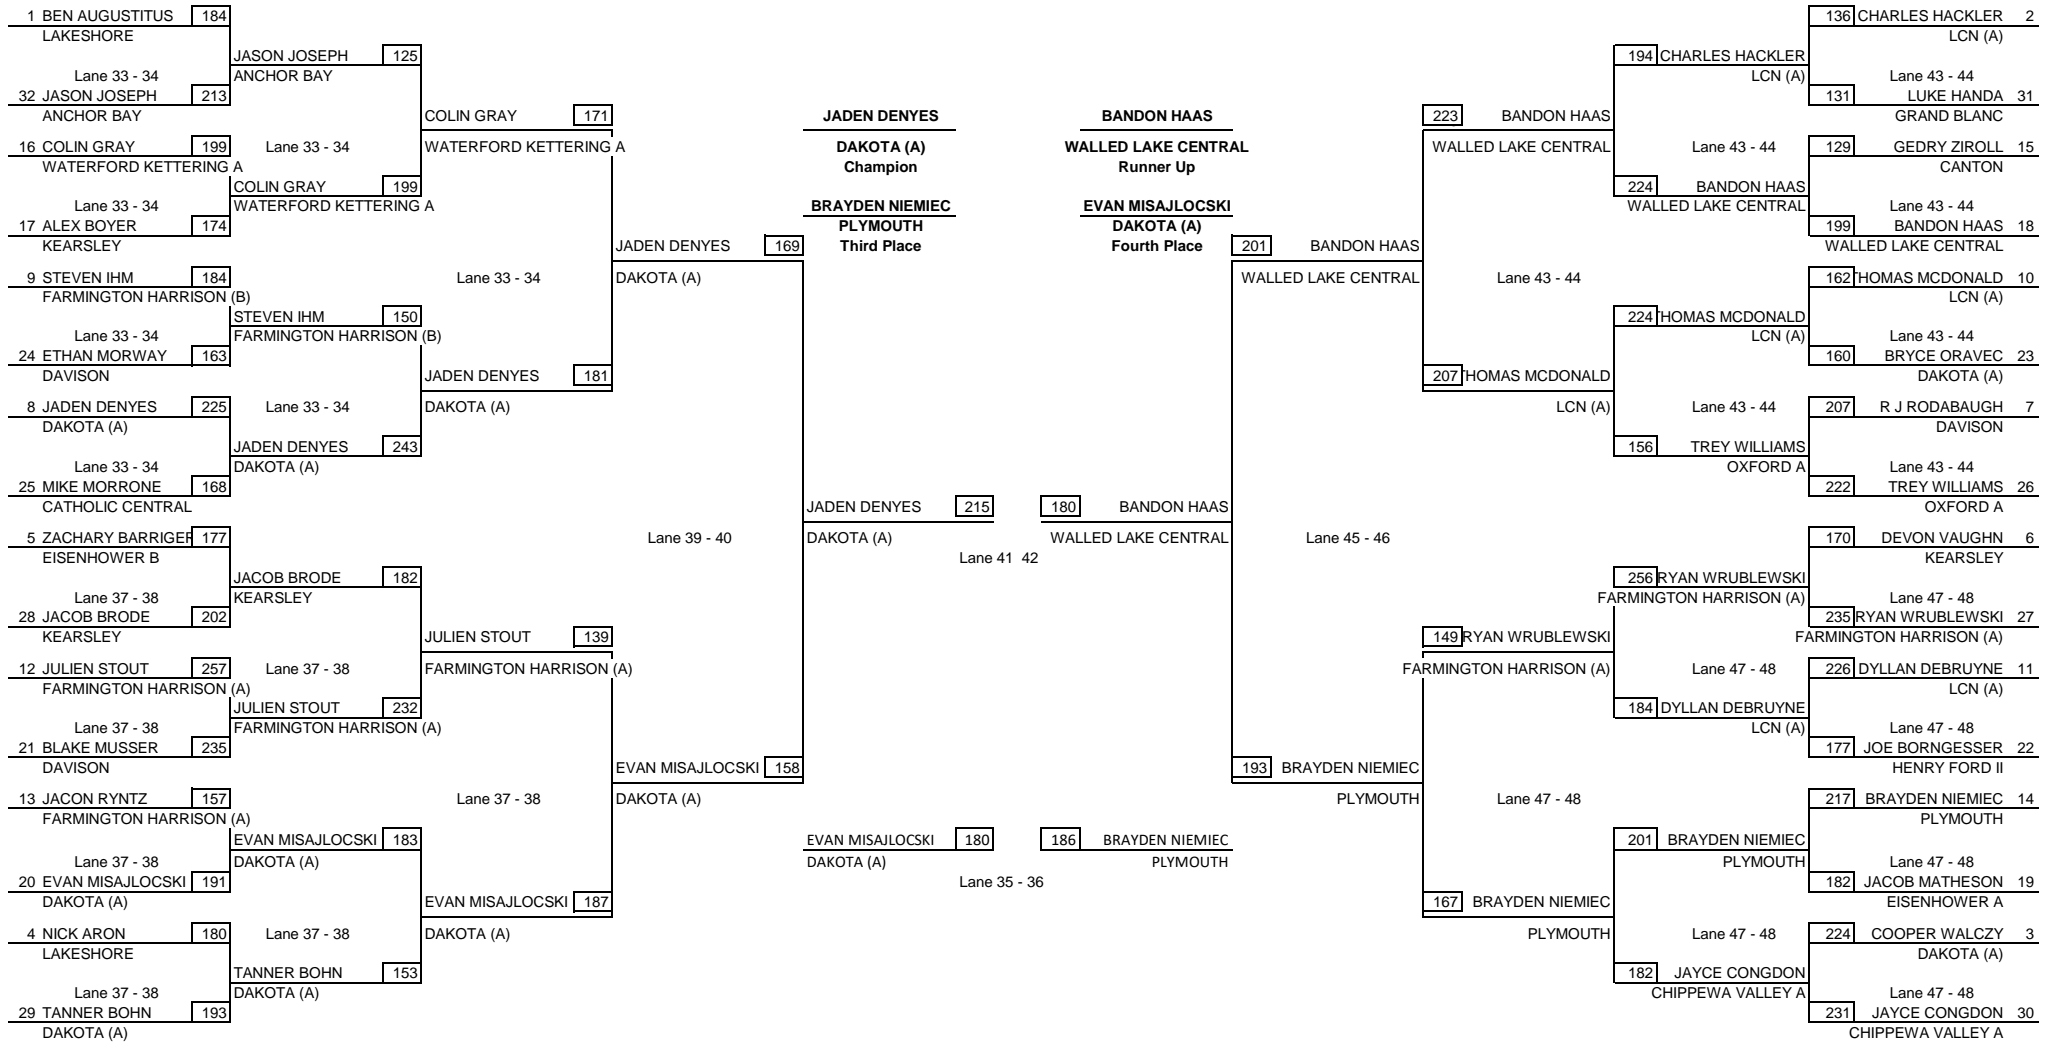 1 BEN AUGUSTITUS 184
LAKESHORE
Lane 33 - 34
32 JASON JOSEPH 213
ANCHOR BAY
16 COLIN GRAY 199
WATERFORD KETTERING A
Lane 33 - 34
17 ALEX BOYER 174
KEARSLEY
9 STEVEN IHM 184
FARMINGTON HARRISON (B)
Lane 33 - 34
24 ETHAN MORWAY 163
DAVISON
8 JADEN DENYES 225
DAKOTA (A)
Lane 33 - 34
25 MIKE MORRONE 168
CATHOLIC CENTRAL
5 ZACHARY BARRIGER 177
EISENHOWER B
Lane 37 - 38
28 JACOB BRODE 202
KEARSLEY
12 JULIEN STOUT 257
FARMINGTON HARRISON (A)
Lane 37 - 38
21 BLAKE MUSSER 235
DAVISON
13 JACON RYNTZ 157
FARMINGTON HARRISON (A)
Lane 37 - 38
20 EVAN MISAJLOCSKI 191
DAKOTA (A)
4 NICK ARON 180
LAKESHORE
Lane 37 - 38
29 TANNER BOHN 193
DAKOTA (A)
JASON JOSEPH 125
ANCHOR BAY
Lane 33 - 34
COLIN GRAY 199
WATERFORD KETTERING A
STEVEN IHM 150
FARMINGTON HARRISON (B)
Lane 33 - 34
JADEN DENYES 243
DAKOTA (A)
JACOB BRODE 182
KEARSLEY
Lane 37 - 38
JULIEN STOUT 232
FARMINGTON HARRISON (A)
EVAN MISAJLOCSKI 183
DAKOTA (A)
Lane 37 - 38
TANNER BOHN 153
DAKOTA (A)
COLIN GRAY 171
WATERFORD KETTERING A
Lane 33 - 34
JADEN DENYES 181
DAKOTA (A)
JULIEN STOUT 139
FARMINGTON HARRISON (A)
Lane 37 - 38
EVAN MISAJLOCSKI 187
DAKOTA (A)
JADEN DENYES 169
DAKOTA (A)
Lane 39 - 40
EVAN MISAJLOCSKI 158
DAKOTA (A)
JADEN DENYES
DAKOTA (A)
Champion
BANDON HAAS
WALLED LAKE CENTRAL
Runner Up
BRAYDEN NIEMIEC
PLYMOUTH
Third Place
EVAN MISAJLOCSKI
DAKOTA (A)
Fourth Place
JADEN DENYES 215
DAKOTA (A)
180 BANDON HAAS
WALLED LAKE CENTRAL
Lane 41 42
EVAN MISAJLOCSKI 180
DAKOTA (A)
186 BRAYDEN NIEMIEC
PLYMOUTH
Lane 35 - 36
201 BANDON HAAS
WALLED LAKE CENTRAL
Lane 45 - 46
193 BRAYDEN NIEMIEC
PLYMOUTH
223 BANDON HAAS
WALLED LAKE CENTRAL
Lane 43 - 44
207 THOMAS MCDONALD
LCN (A)
149 RYAN WRUBLEWSKI
FARMINGTON HARRISON (A)
Lane 47 - 48
167 BRAYDEN NIEMIEC
PLYMOUTH
194 CHARLES HACKLER
LCN (A)
Lane 43 - 44
224 BANDON HAAS
WALLED LAKE CENTRAL
224 THOMAS MCDONALD
LCN (A)
Lane 43 - 44
156 TREY WILLIAMS
OXFORD A
256 RYAN WRUBLEWSKI
FARMINGTON HARRISON (A)
Lane 47 - 48
184 DYLLAN DEBRUYNE
LCN (A)
201 BRAYDEN NIEMIEC
PLYMOUTH
Lane 47 - 48
182 JAYCE CONGDON
CHIPPEWA VALLEY A
136 CHARLES HACKLER 2
LCN (A)
Lane 43 - 44
131 LUKE HANDA 31
GRAND BLANC
129 GEDRY ZIROLL 15
CANTON
Lane 43 - 44
199 BANDON HAAS 18
WALLED LAKE CENTRAL
162 THOMAS MCDONALD 10
LCN (A)
Lane 43 - 44
160 BRYCE ORAVEC 23
DAKOTA (A)
207 R J RODABAUGH 7
DAVISON
Lane 43 - 44
222 TREY WILLIAMS 26
OXFORD A
170 DEVON VAUGHN 6
KEARSLEY
Lane 47 - 48
235 RYAN WRUBLEWSKI 27
FARMINGTON HARRISON (A)
226 DYLLAN DEBRUYNE 11
LCN (A)
Lane 47 - 48
177 JOE BORNGESSER 22
HENRY FORD II
217 BRAYDEN NIEMIEC 14
PLYMOUTH
Lane 47 - 48
182 JACOB MATHESON 19
EISENHOWER A
224 COOPER WALCZY 3
DAKOTA (A)
Lane 47 - 48
231 JAYCE CONGDON 30
CHIPPEWA VALLEY A